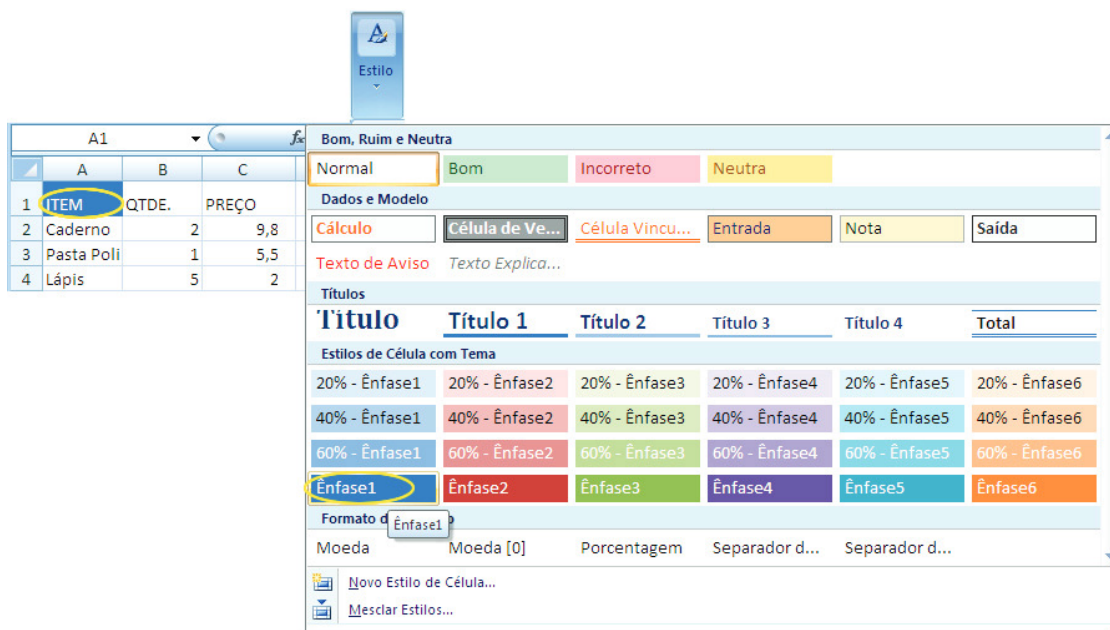 Estilo
A1 fx
A B C
1 ITEM QTDE. PREÇO
2 Caderno 2 9,8
3 Pasta Poli 1 5,5
4 Lápis 5 2
Bom, Ruim e Neutra
Normal Bom Incorreto Neutra
Dados e Modelo
Cálculo Célula de Ve... Célula Vincu... Entrada Nota Saída
Texto de Aviso Texto Explica...
Títulos
Título Título 1 Título 2 Título 3 Título 4 Total
Estilos de Célula com Tema
20% - Ênfase1 20% - Ênfase2 20% - Ênfase3 20% - Ênfase4 20% - Ênfase5 20% - Ênfase6
40% - Ênfase1 40% - Ênfase2 40% - Ênfase3 40% - Ênfase4 40% - Ênfase5 40% - Ênfase6
60% - Ênfase1 60% - Ênfase2 60% - Ênfase3 60% - Ênfase4 60% - Ênfase5 60% - Ênfase6
Ênfase1 Ênfase2 Ênfase3 Ênfase4 Ênfase5 Ênfase6
Formato
Ênfase1
Moeda Moeda [0] Porcentagem Separador d... Separador d...
Novo Estilo de Célula...
Mesclar Estilos...